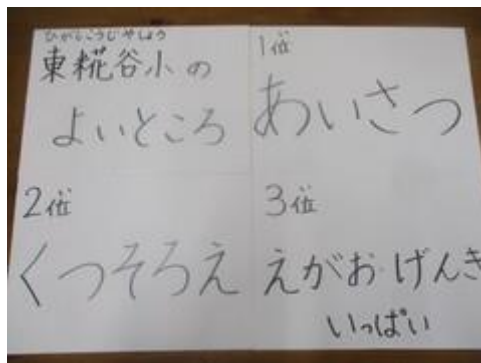 ひがしこうじやしょう
東糀谷小の
よいところ
1位
あいさつ
2位
くつそろえ
3位
えがお げんき
いっぱい